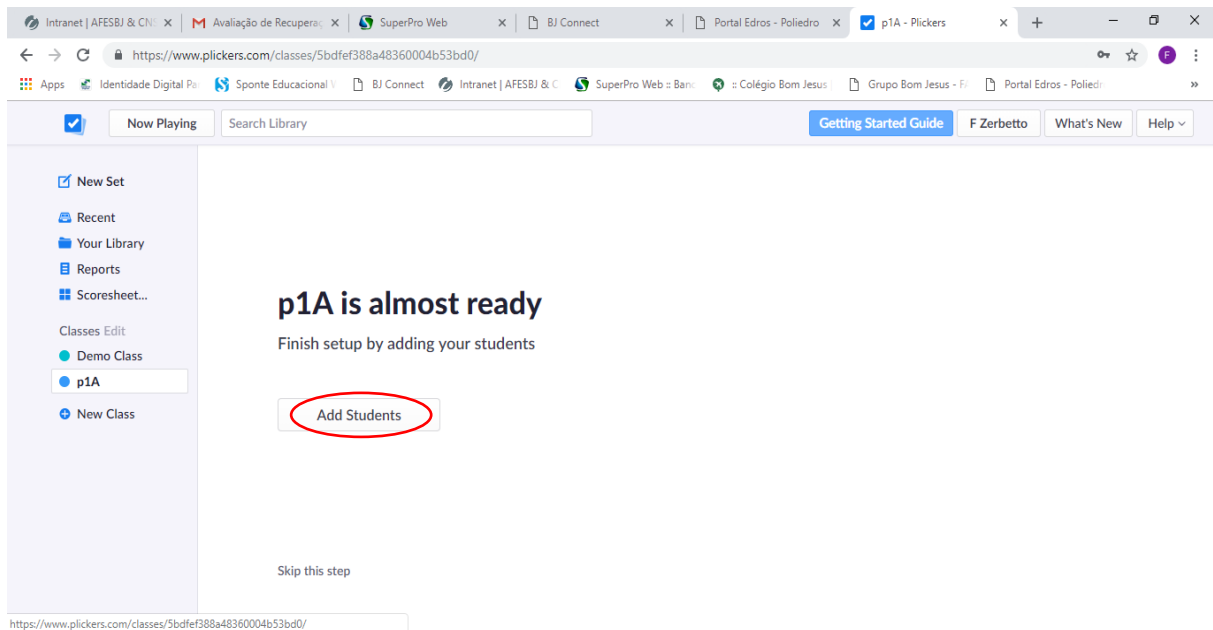 Intranet | AFESBJ & CNS
Avaliação de Recuperaç
SuperPro Web
BJ Connect
Portal Edros - Poliedro
p1A - Plickers
https://www.plickers.com/classes/5bdfef388a48360004b53bd0/
F
Apps
Identidade Digital Pa
Sponte Educacional
BJ Connect
Intranet | AFESBJ & C
SuperPro Web :: Banc
:: Colégio Bom Jesus
Grupo Bom Jesus - F
Portal Edros - Poliedr
»
Now Playing
Search Library
Getting Started Guide
F Zerbetto
What's New
Help
New Set
Recent
Your Library
Reports
Scoresheet...
Classes Edit
Demo Class
p1A
New Class
p1A is almost ready
Finish setup by adding your students
Add Students
Skip this step
https://www.plickers.com/classes/5bdfef388a48360004b53bd0/